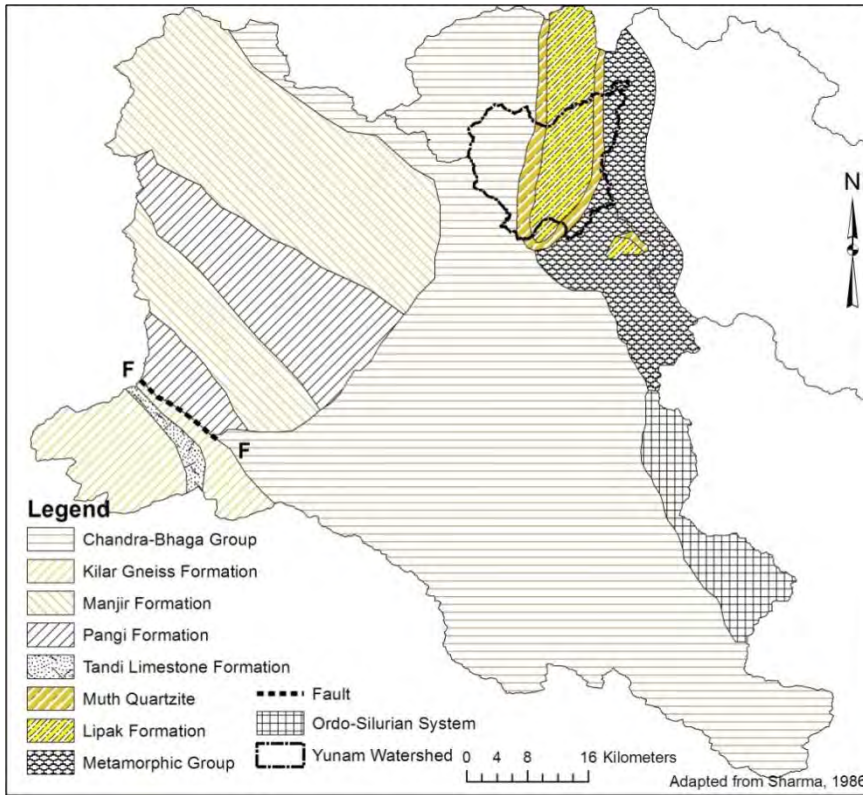 N
F
F
Legend
Chandra-Bhaga Group
Kilar Gneiss Formation
Manjir Formation
Pangi Formation
Tandi Limestone Formation
Muth Quartzite
Lipak Formation
Metamorphic Group
Fault
Ordo-Silurian System
Yunam Watershed
0 4 8 16 Kilometers
Adapted from Sharma, 1986